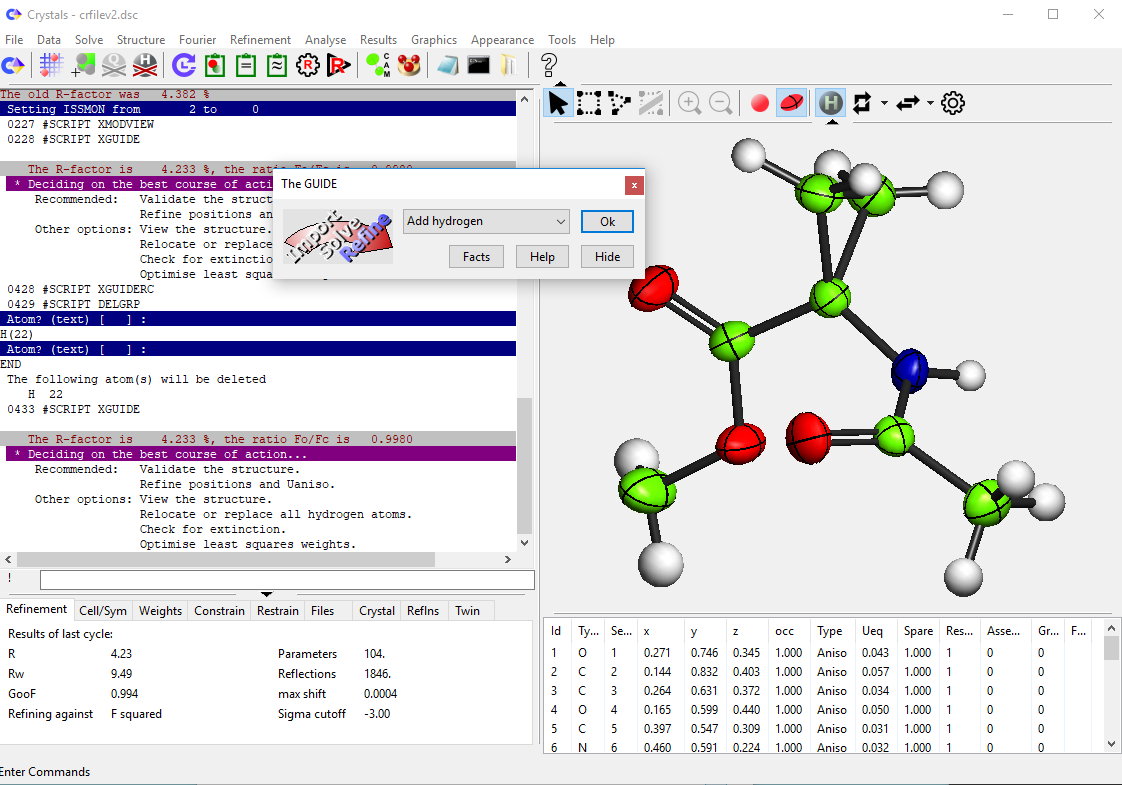 Crystals - crfilev2.dsc
File Data Solve Structure Fourier Refinement Analyse Results Graphics Appearance Tools Help
The old R-factor was 4.382 %
Setting ISSMON from 2 to 0
0227 #SCRIPT XMODVIEW
0228 #SCRIPT XGUIDE
The R-factor is 4.233 %, the ratio Fo/Fc is 0.9980
* Deciding on the best course of acti
Recommended: Validate the struct
Refine positions an
Other options: View the structure.
Relocate or replace
Check for extinctio
Optimise least squa
0428 #SCRIPT XGUIDERC
0429 #SCRIPT DELGRP
Atom? (text) [ ] :
H(22)
Atom? (text) [ ] :
END
The following atom(s) will be deleted
H 22
0433 #SCRIPT XGUIDE
The R-factor is 4.233 %, the ratio Fo/Fc is 0.9980
* Deciding on the best course of action...
Recommended: Validate the structure.
Refine positions and Uaniso.
Other options: View the structure.
Relocate or replace all hydrogen atoms.
Check for extinction.
Optimise least squares weights.
!
The GUIDE
x
Import
Solve
Refine
Add hydrogen
Ok
Facts Help Hide
CAM
H
Refinement Cell/Sym Weights Constrain Restrain Files Crystal Reflns Twin
Results of last cycle:
R 4.23 Parameters 104.
Rw 9.49 Reflections 1846.
GooF 0.994 max shift 0.0004
Refining against F squared Sigma cutoff -3.00
Id Ty... Se... x y z occ Type Ueq Spare Res... Asse... Gr... F...
1 O 1 0.271 0.746 0.345 1.000 Aniso 0.043 1.000 1 0 0
2 C 2 0.144 0.832 0.403 1.000 Aniso 0.057 1.000 1 0 0
3 C 3 0.264 0.631 0.372 1.000 Aniso 0.034 1.000 1 0 0
4 O 4 0.165 0.599 0.440 1.000 Aniso 0.050 1.000 1 0 0
5 C 5 0.397 0.547 0.309 1.000 Aniso 0.031 1.000 1 0 0
6 N 6 0.460 0.591 0.224 1.000 Aniso 0.032 1.000 1 0 0
Enter Commands